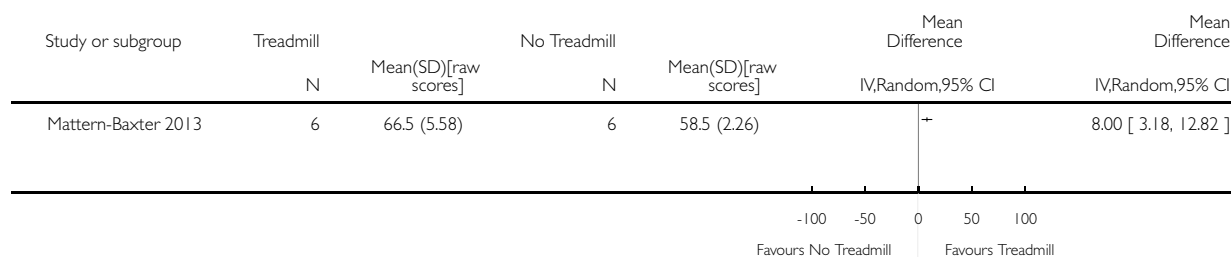 Study or subgroup Treadmill No Treadmill Mean Difference Mean Difference
N Mean(SD)[raw scores] N Mean(SD)[raw scores] IV,Random,95% CI IV,Random,95% CI
Mattern-Baxter 2013 6 66.5 (5.58) 6 58.5 (2.26) 8.00 [ 3.18, 12.82 ]
-100 -50 0 50 100
Favours No Treadmill Favours Treadmill